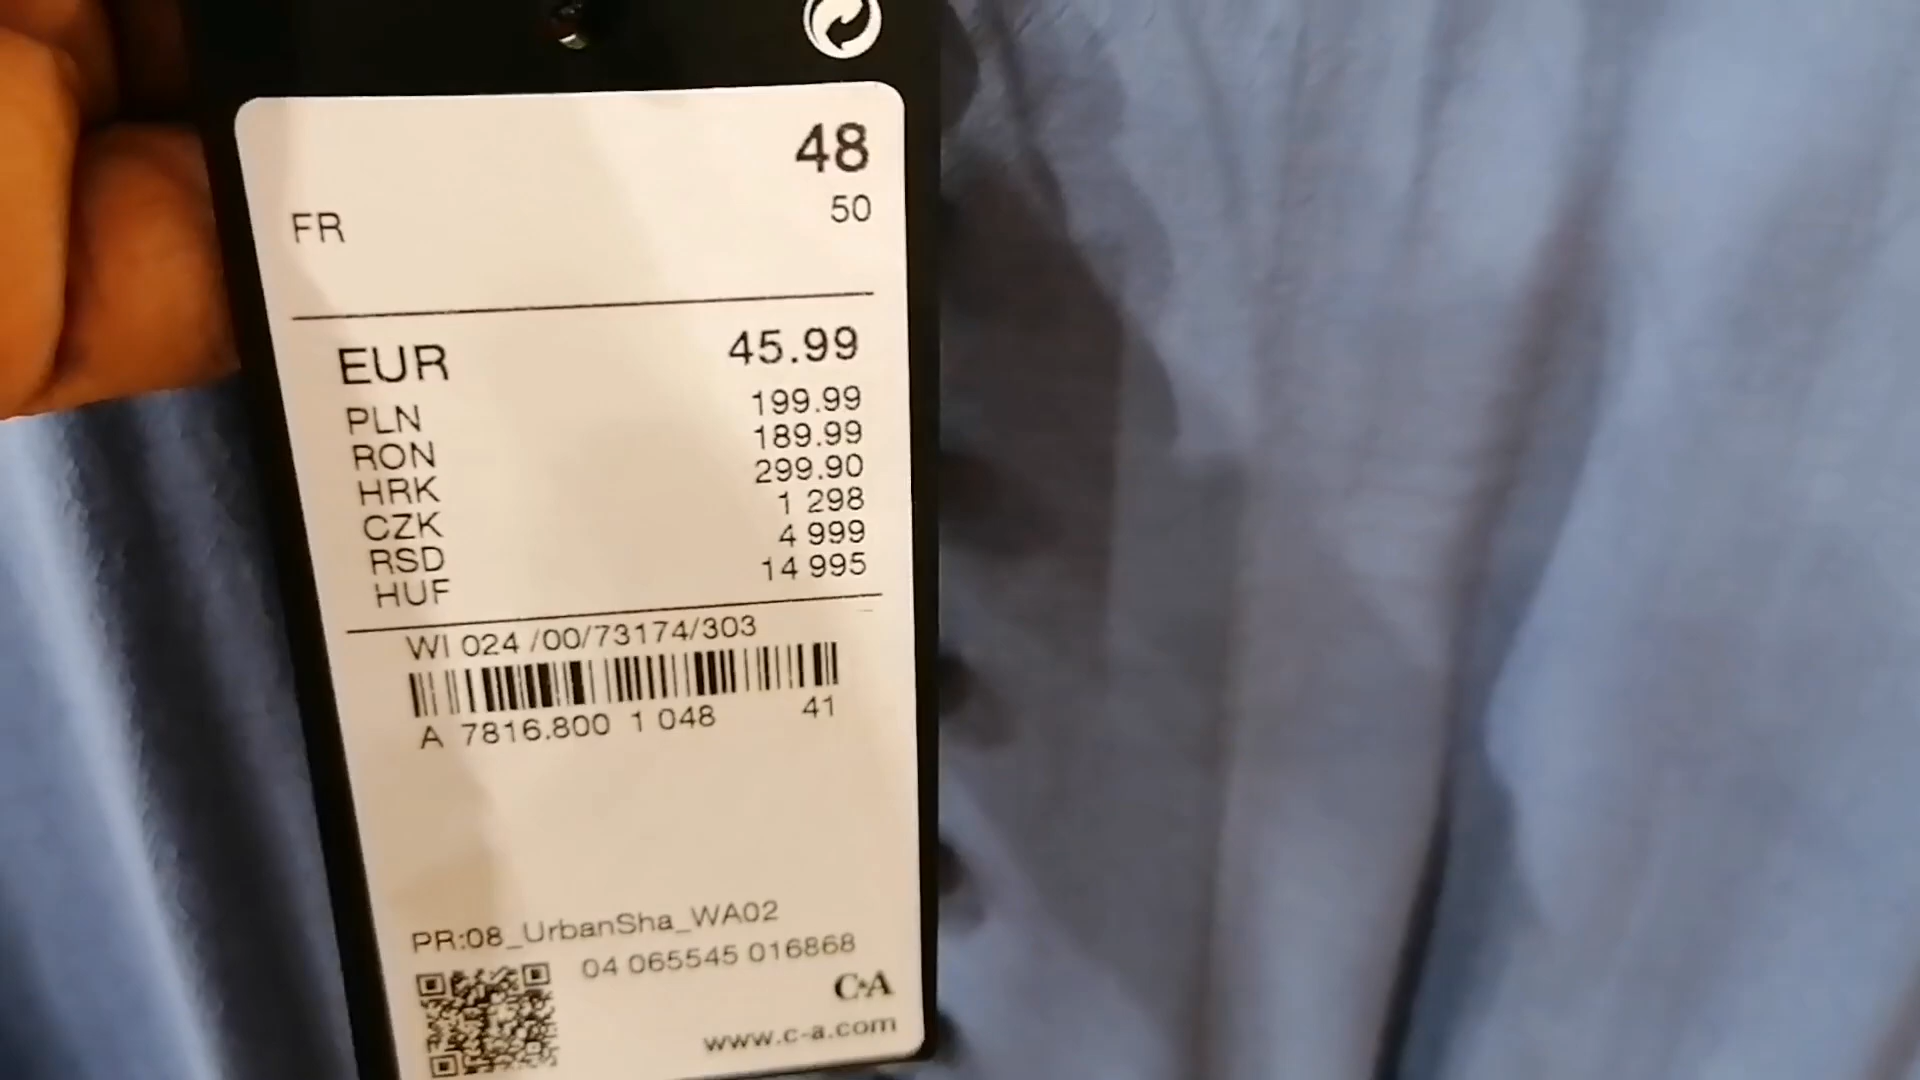 48
FR 50
EUR 45.99
PLN 199.99
RON 189.99
HRK 299.90
CZK 1 298
RSD 4 999
HUF 14 995
WI 024 /00/73174/303
A 7816.800 1 048 41
PR:08_UrbanSha_WA02
04 065545 016868
C&A
www.c-a.com